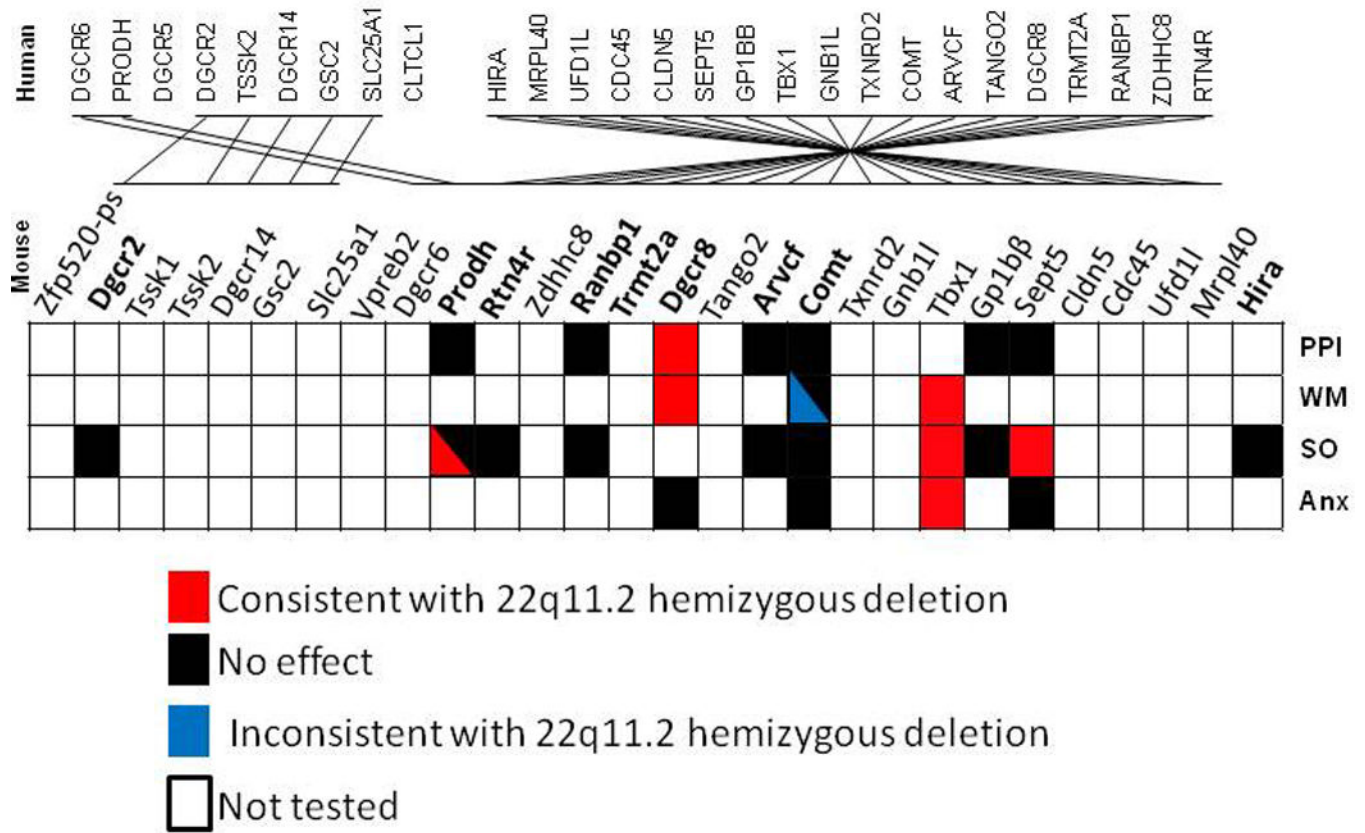 Human
DGCR6
PRODH
DGCR5
DGCR2
TSSK2
DGCR14
GSC2
SLC25A1
CLTCL1
HIRA
MRPL40
UFD1L
CDC45
CLDN5
SEPT5
GP1BB
TBX1
GNB1L
TXNRD2
COMT
ARVCF
TANGO2
DGCR8
TRMT2A
RANBP1
ZDHHC8
RTN4R
Mouse
Zfp520-ps
Dgcr2
Tssk1
Tssk2
Dgcr14
Gsc2
Slc25a1
Vpreb2
Dgcr6
Prodh
Rtn4r
Zdhhc8
Ranbp1
Trmt2a
Dgcr8
Tango2
Arvcf
Comt
Txnrd2
Gnb1l
Tbx1
Gp1bβ
Sept5
Cldn5
Cdc45
Ufd1l
Mrpl40
Hira
PPI
WM
SO
Anx
Consistent with 22q11.2 hemizygous deletion
No effect
Inconsistent with 22q11.2 hemizygous deletion
Not tested